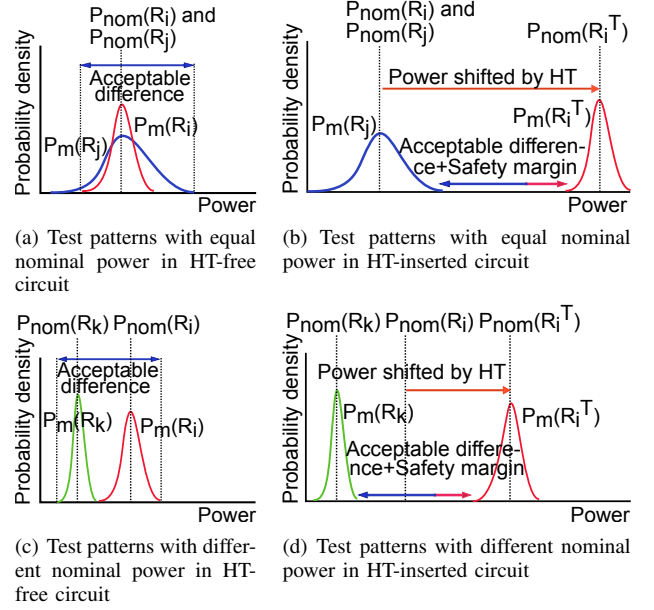 Pnom(Ri) and
Pnom(Rj)
Acceptable
difference
Pm(Rj)
Pm(Ri)
Probability density
Power
(a) Test patterns with equal
nominal power in HT-free
circuit
Pnom(Ri) and
Pnom(Rj)
Pnom(RiT)
Power shifted by HT
Pm(Rj)
Pm(RiT)
Acceptable differen-
ce+Safety margin
Probability density
Power
(b) Test patterns with equal nominal
power in HT-inserted circuit
Pnom(Rk) Pnom(Ri)
Acceptable
difference
Pm(Rk)
Pm(Ri)
Probability density
Power
(c) Test patterns with differ-
ent nominal power in HT-
free circuit
Pnom(Rk) Pnom(Ri) Pnom(RiT)
Power shifted by HT
Pm(Rk)
Pm(RiT)
Acceptable differe-
nce+Safety margin
Probability density
Power
(d) Test patterns with different nominal
power in HT-inserted circuit